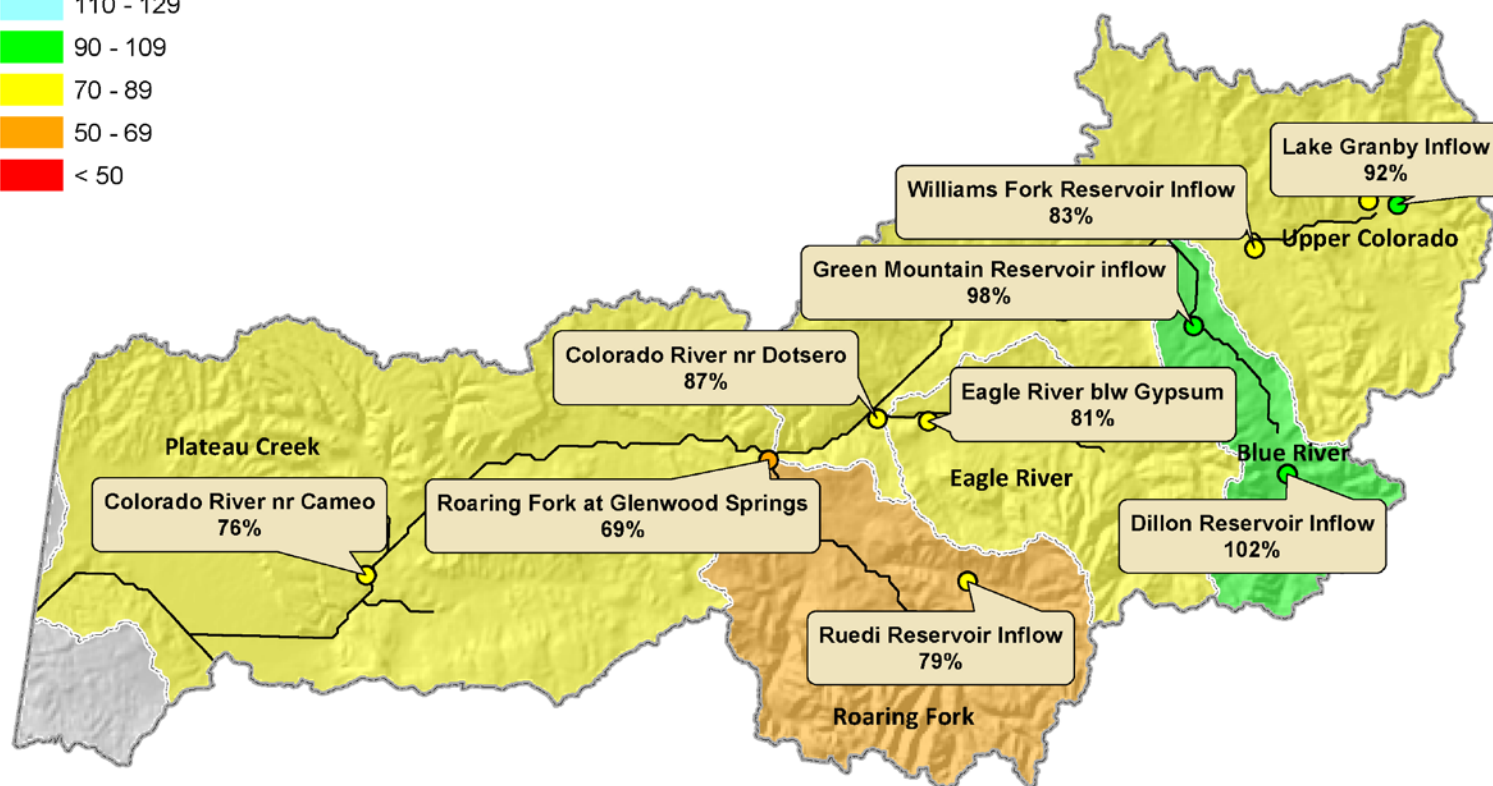 110 - 129
90 - 109
70 - 89
50 - 69
< 50
Lake Granby Inflow
92%
Williams Fork Reservoir Inflow
83%
Upper Colorado
Green Mountain Reservoir inflow
98%
Colorado River nr Dotsero
87%
Eagle River blw Gypsum
81%
Plateau Creek
Blue River
Eagle River
Colorado River nr Cameo
76%
Roaring Fork at Glenwood Springs
69%
Dillon Reservoir Inflow
102%
Ruedi Reservoir Inflow
79%
Roaring Fork